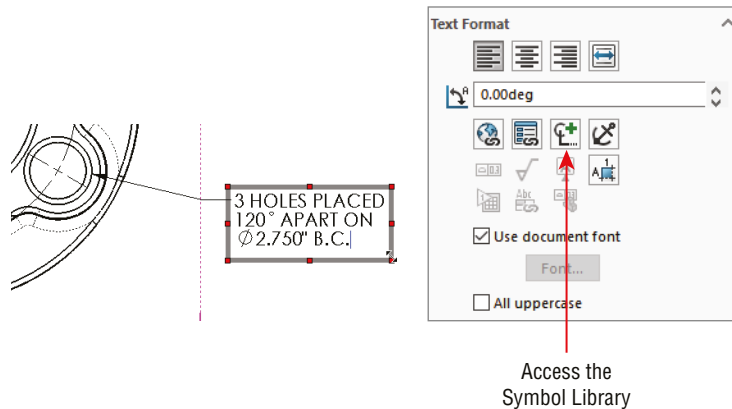 Text Format
0.00deg
3 HOLES PLACED
120° APART ON
∅2.750" B.C.
Use document font
Font...
All uppercase
Access the
Symbol Library